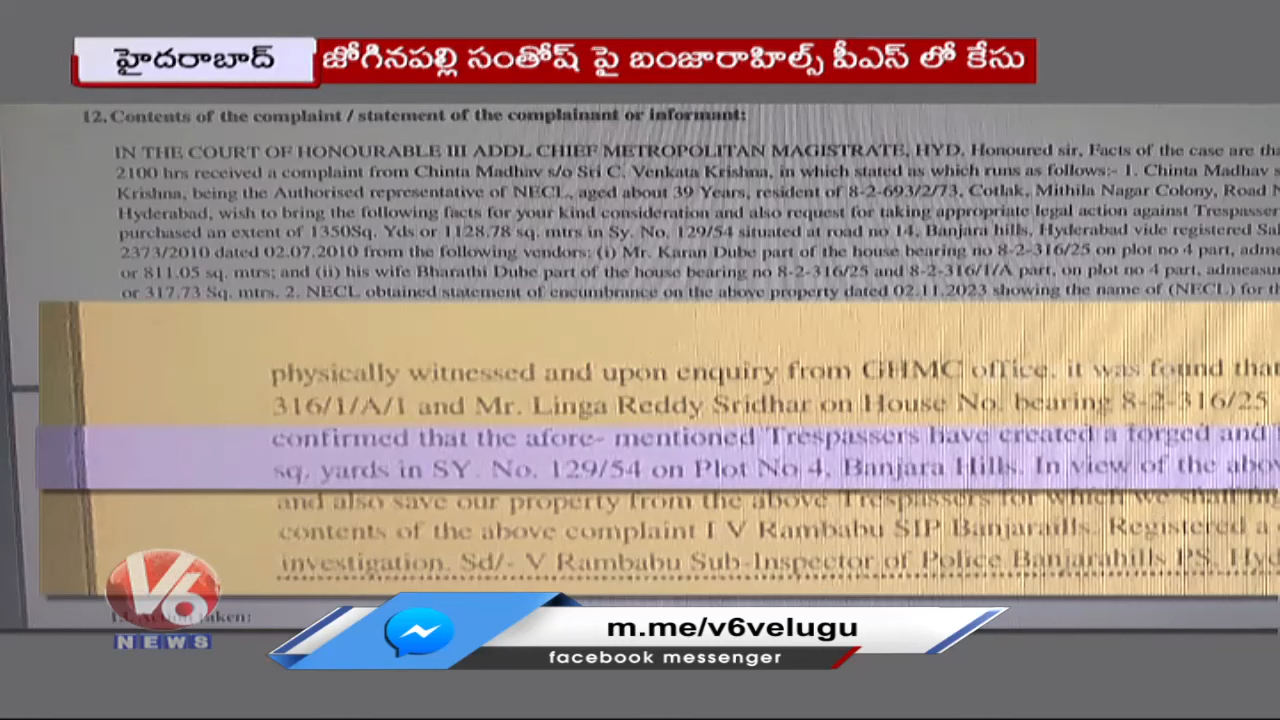 హైదరాబాద్ జోగినపల్లి సంతోష్ పై బంజారాహిల్స్ పీఎస్ లో కేసు
12. Contents of the complaint / statement of the complainant or informant:
IN THE COURT OF HONOURABLE III ADDL CHIEF METROPOLITAN MAGISTRATE, HYD. Honoured sir, Facts of the case are tha
2100 hrs received a complaint from Chinta Madhav s/o Sri C. Venkata Krishna, in which stated as which runs as follows:- 1. Chinta Madhav s
Krishna, being the Authorised representative of NECL, aged about 39 Years, resident of 8-2-693/2/73, Cotlak, Mithila Nagar Colony, Road N
Hyderabad, wish to bring the following facts for your kind consideration and also request for taking appropriate legal action against Trespasser
purchased an extent of 1350Sq. Yds or 1128.78 sq. mtrs in Sy. No. 129/54 situated at road no 14, Banjara hills, Hyderabad vide registered Sal
2373/2010 dated 02.07.2010 from the following vendors: (i) Mr. Karan Dube part of the house bearing no 8-2-316/25 on plot no 4 part, adme
or 811.05 sq. mtrs; and (ii) his wife Bharathi Dube part of the house bearing no 8-2-316/25 and 8-2-316/1/A part, on plot no 4 part, admeasu
or 317.73 Sq. mtrs. 2. NECL obtained statement of encumbrance on the above property dated 02.11.2023 showing the name of (NECL) for th
physically witnessed and upon enquiry from GHMC office, it was found that
316/1/A/1 and Mr. Linga Reddy Sridhar on House No. bearing 8-2-316/25
confirmed that the afore- mentioned Trespassers have created a forged and
sq. yards in SY. No. 129/54 on Plot No 4, Banjara Hills. In view of the abov
and also save our property from the above Trespassers for which we shall
contents of the above complaint I V Rambabu SIP Banjaradlls. Registered a
investigation. Sd/- V Rambabu Sub-Inspector of Police Banjarahills PS, Hyd
taken:
V6
NEWS
m.me/v6velugu
facebook messenger